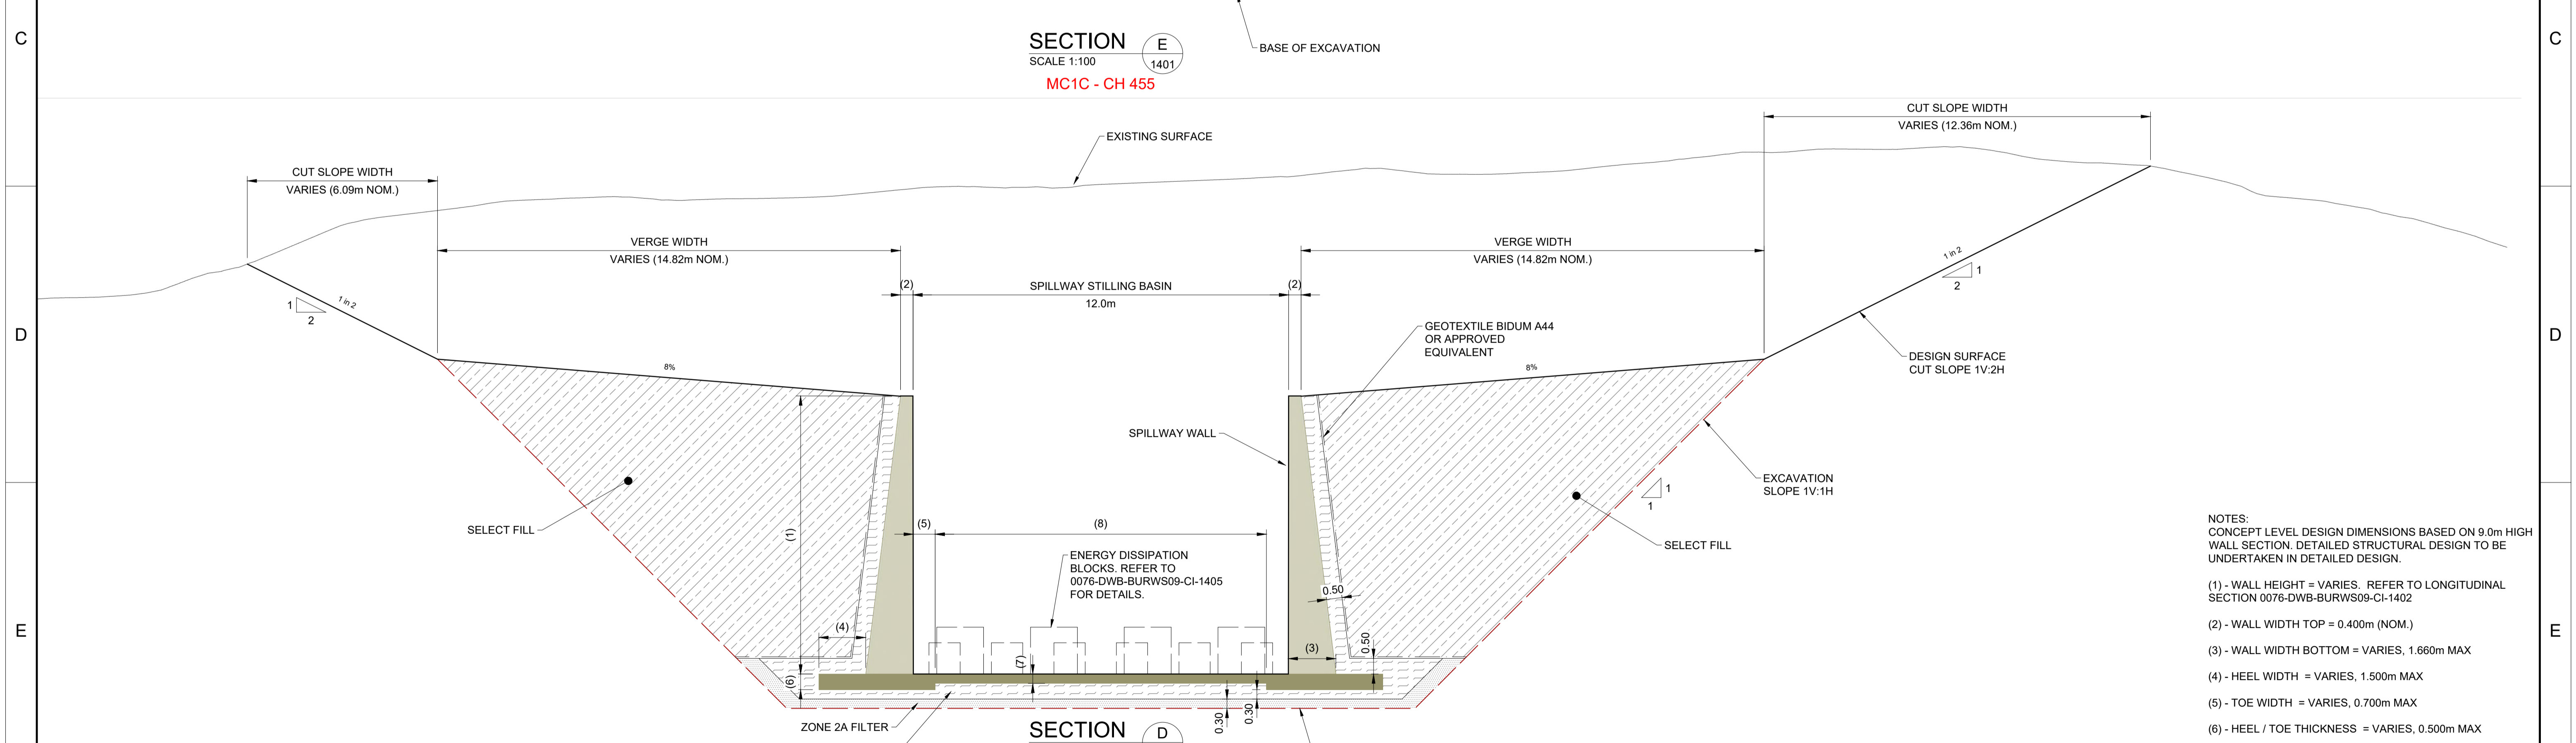 C
C
SECTION
E
SCALE 1:100
1401
BASE OF EXCAVATION
MC1C - CH 455
CUT SLOPE WIDTH
VARIES (12.36m NOM.)
EXISTING SURFACE
CUT SLOPE WIDTH
VARIES (6.09m NOM.)
VERGE WIDTH
VARIES (14.82m NOM.)
VERGE WIDTH
VARIES (14.82m NOM.)
1 in 2
1
2
(2)
SPILLWAY STILLING BASIN
12.0m
(2)
1 in 2
1
2
D
D
GEOTEXTILE BIDUM A44
OR APPROVED
EQUIVALENT
DESIGN SURFACE
CUT SLOPE 1V:2H
8%
8%
SPILLWAY WALL
EXCAVATION
SLOPE 1V:1H
1
1
SELECT FILL
(1)
(5)
(8)
SELECT FILL
ENERGY DISSIPATION
BLOCKS. REFER TO
0076-DWB-BURWS09-CI-1405
FOR DETAILS.
0.50
(4)
(3)
0.50
(7)
(6)
0.30
0.30
ZONE 2A FILTER
SECTION
D
E
E
NOTES:
CONCEPT LEVEL DESIGN DIMENSIONS BASED ON 9.0m HIGH
WALL SECTION. DETAILED STRUCTURAL DESIGN TO BE
UNDERTAKEN IN DETAILED DESIGN.
(1) - WALL HEIGHT = VARIES. REFER TO LONGITUDINAL
SECTION 0076-DWB-BURWS09-CI-1402
(2) - WALL WIDTH TOP = 0.400m (NOM.)
(3) - WALL WIDTH BOTTOM = VARIES, 1.660m MAX
(4) - HEEL WIDTH = VARIES, 1.500m MAX
(5) - TOE WIDTH = VARIES, 0.700m MAX
(6) - HEEL / TOE THICKNESS = VARIES, 0.500m MAX